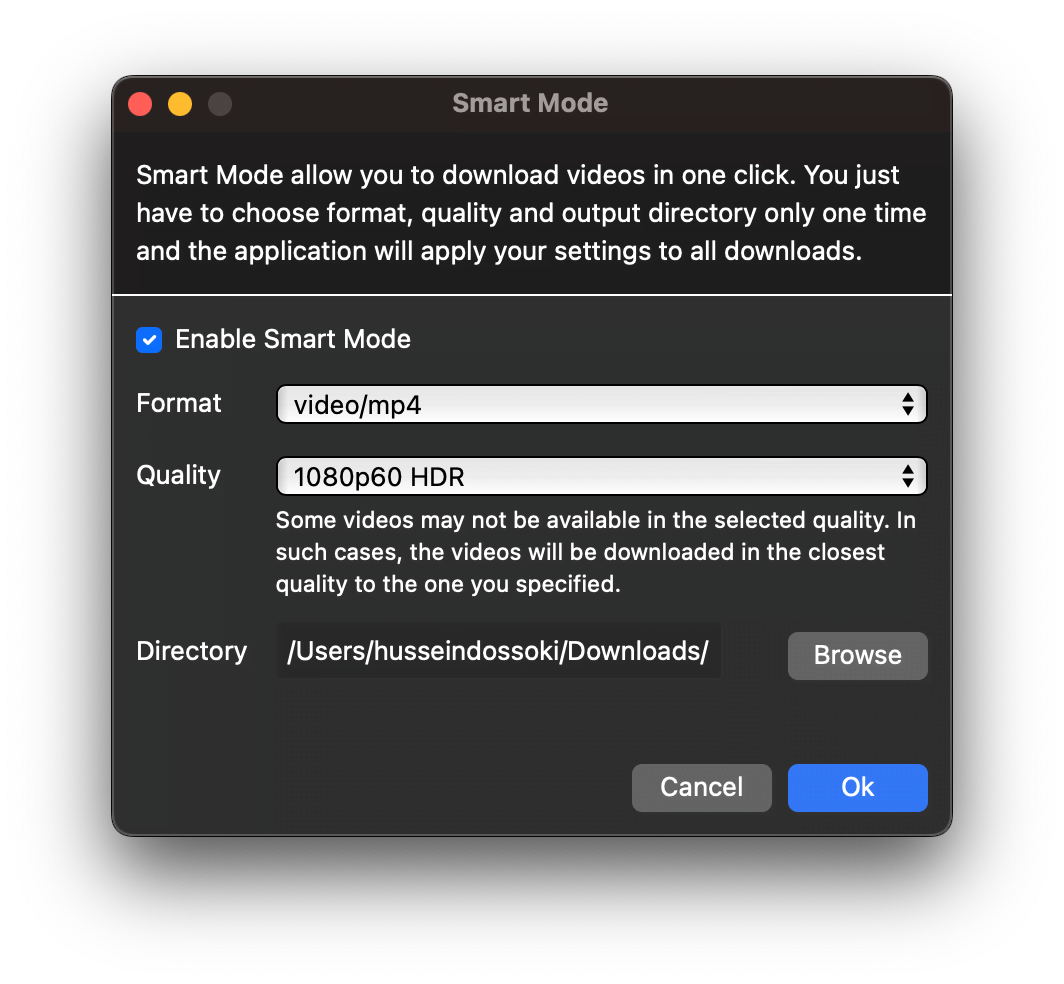 Smart Mode
Smart Mode allow you to download videos in one click. You just
have to choose format, quality and output directory only one time
and the application will apply your settings to all downloads.
Enable Smart Mode
Format video/mp4
Quality 1080p60 HDR
Some videos may not be available in the selected quality. In
such cases, the videos will be downloaded in the closest
quality to the one you specified.
Directory /Users/husseindossoki/Downloads/ Browse
Cancel Ok